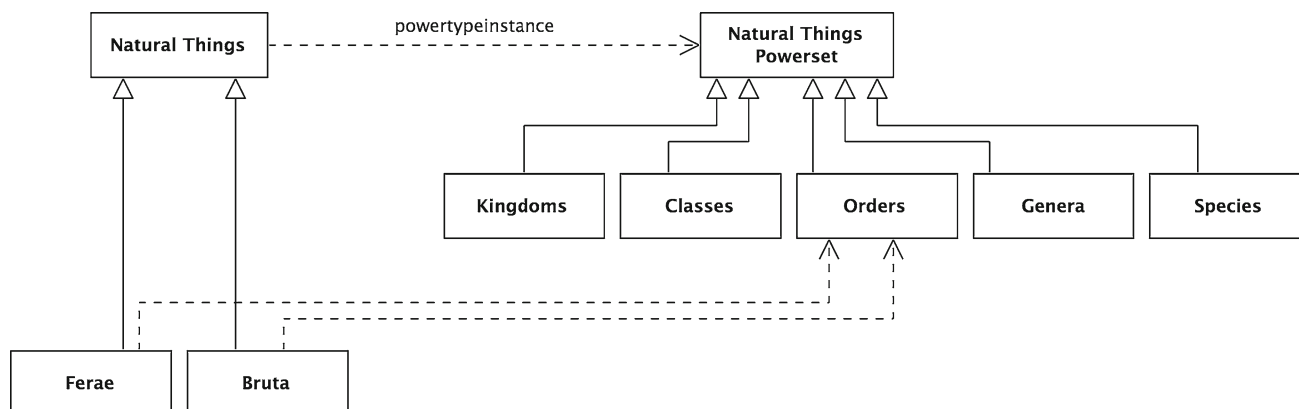 powertypeinstance
Natural Things
Natural Things
Powerset
Kingdoms
Classes
Orders
Genera
Species
Ferae
Bruta